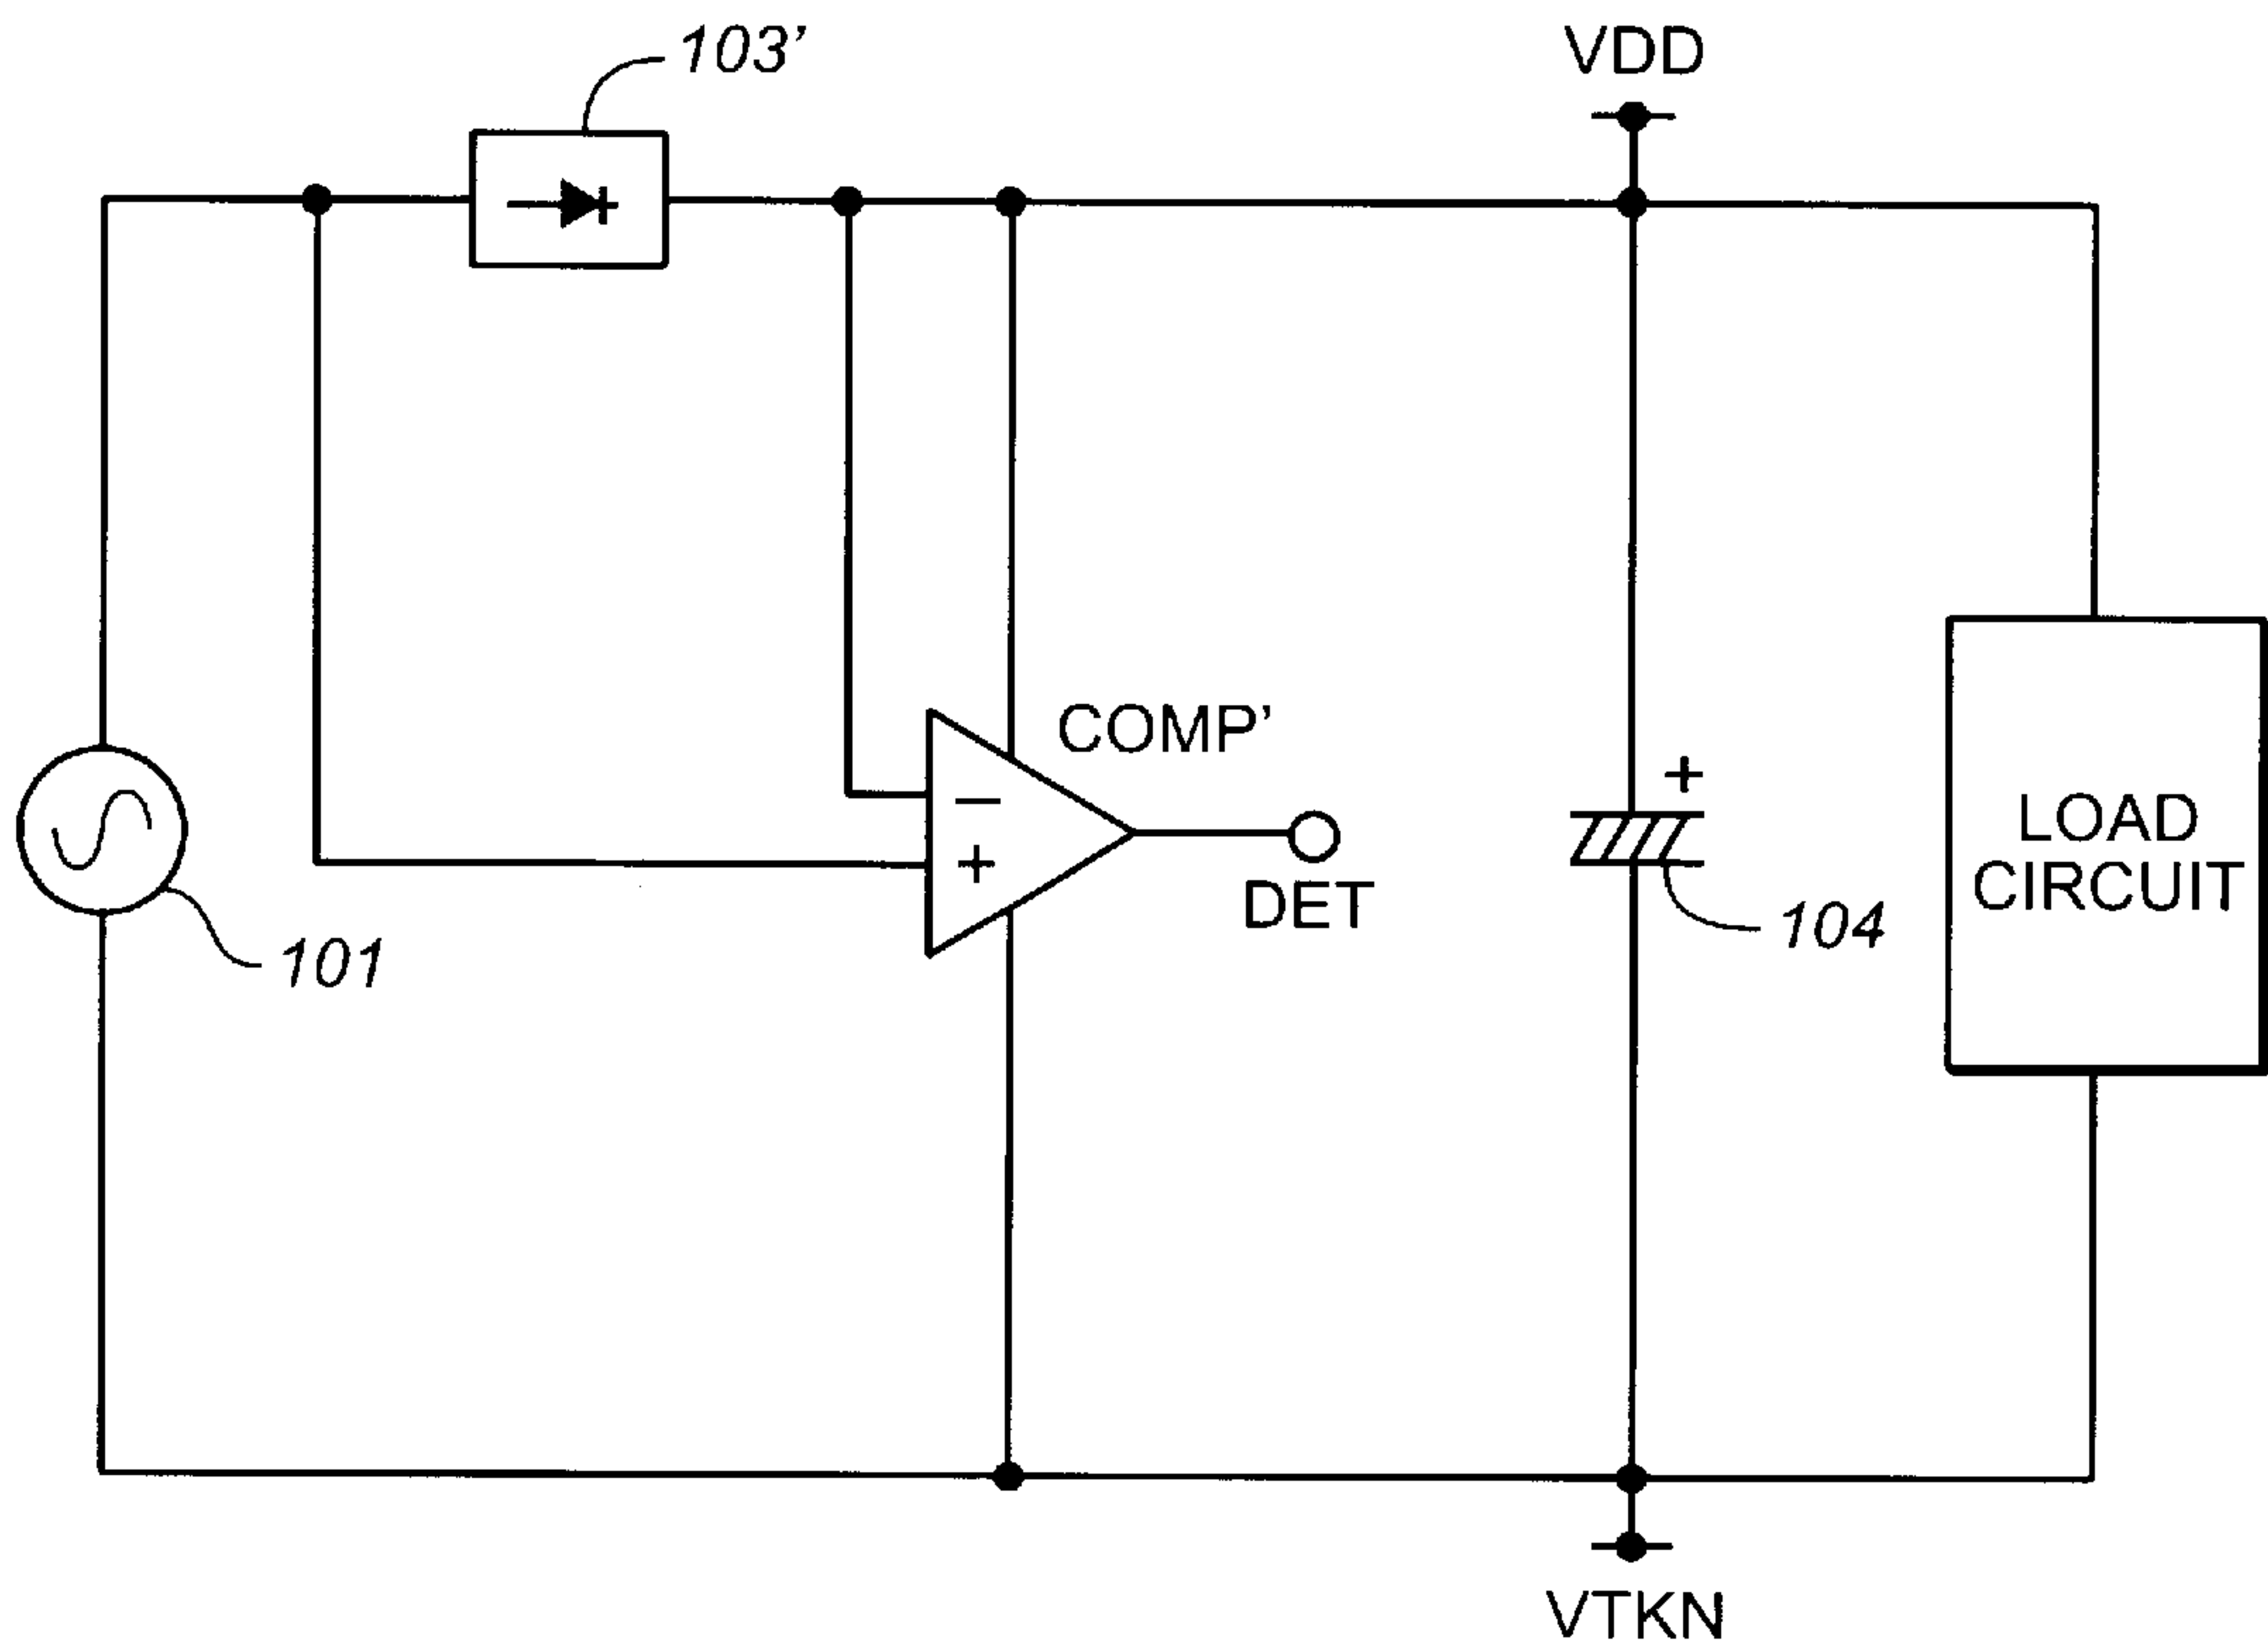 103’
VDD
COMP’
−
+
DET
+
104
LOAD
CIRCUIT
101
VTKN